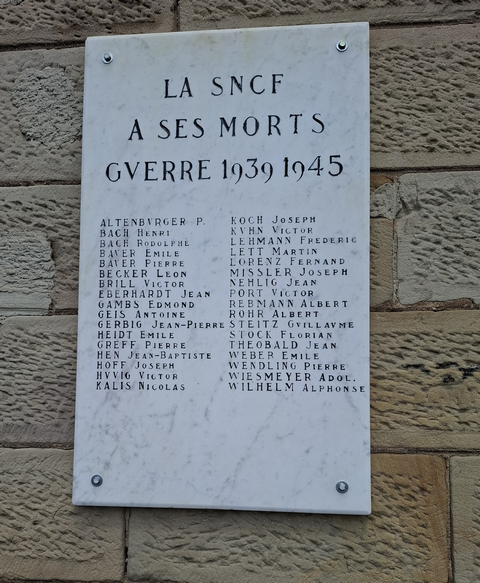 LA SNCF
A SES MORTS
GVERRE 1939 1945
ALTENBVRGER P.
BACH HENRI
BACH RODOLPHE
BAVER EMILE
BAVER PIERRE
BECKER LEON
BRILL VICTOR
EBERHARDT JEAN
GAMBS EDMOND
GEIS ANTOINE
GERBIG JEAN-PIERRE
HEIDT EMILE
GREFF PIERRE
HEN JEAN-BAPTISTE
HOFF JOSEPH
HVVIG VICTOR
KALIS NICOLAS
KOCH JOSEPH
KVHN VICTOR
LEHMANN FREDERIC
LETT MARTIN
LORENZ FERNAND
MISSLER JOSEPH
NEHLIG JEAN
PORT VICTOR
REBMANN ALBERT
ROHR ALBERT
STEITZ GVILLAVME
STOCK FLORIAN
THEOBALD JEAN
WEBER EMILE
WENDLING PIERRE
WIESMEYER ADOL.
WILHELM ALPHONSE